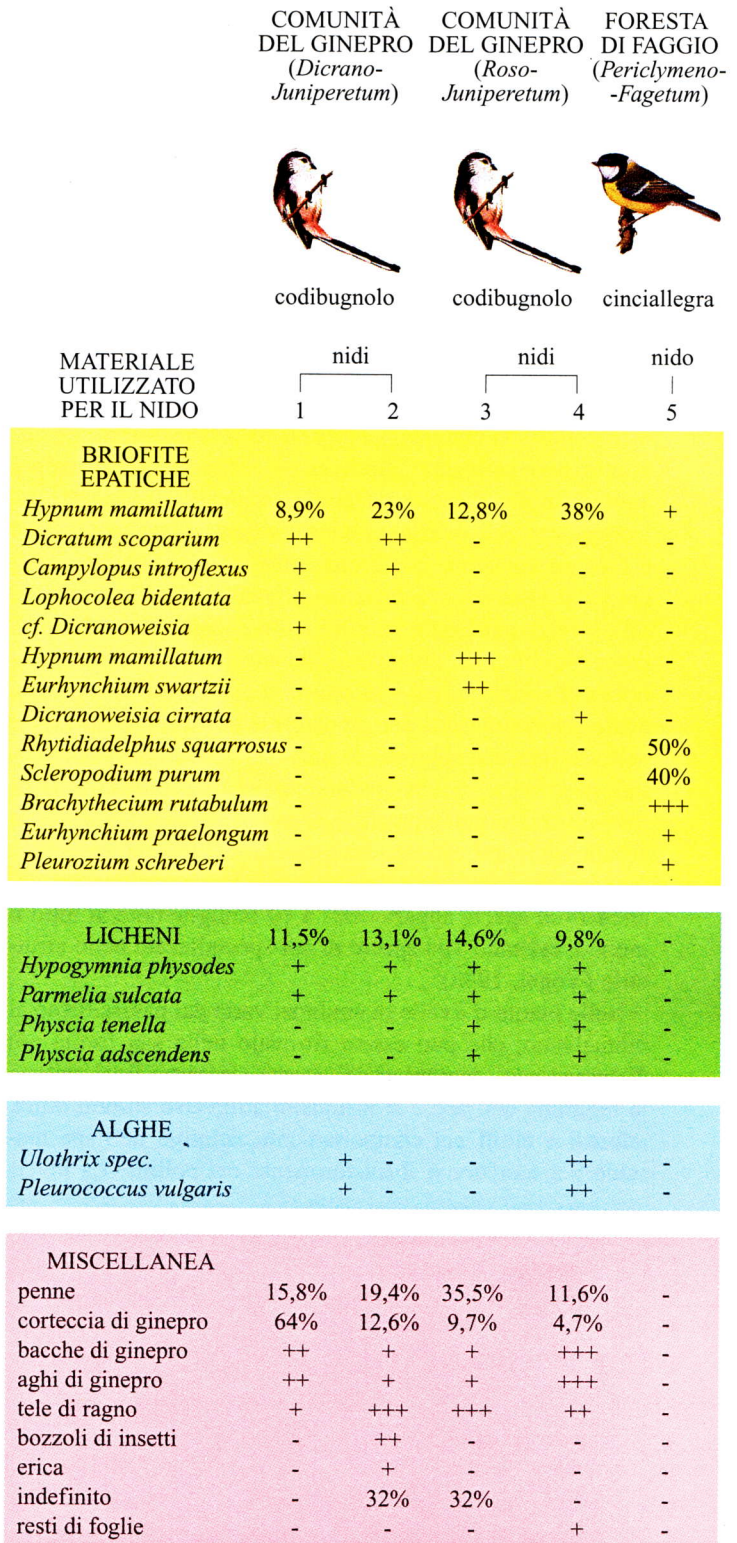 COMUNITÀ COMUNITÀ FORESTA
DEL GINEPRO DEL GINEPRO DI FAGGIO
(Dicrano- (Roso- (Periclymeno-
Juniperetum) Juniperetum) -Fagetum)
codibugnolo codibugnolo cinciallegra
MATERIALE nidi nidi nido
UTILIZZATO
PER IL NIDO 1 2 3 4 5
BRIOFITE
EPATICHE
Hypnum mamillatum 8,9% 23% 12,8% 38% +
Dicratum scoparium ++ ++ - - -
Campylopus introflexus + + - - -
Lophocolea bidentata + - - - -
cf. Dicranoweisia + - - - -
Hypnum mamillatum - - +++ - -
Eurhynchium swartzii - - ++ - -
Dicranoweisia cirrata - - - + -
Rhytidiadelphus squarrosus - - - - 50%
Scleropodium purum - - - - 40%
Brachythecium rutabulum - - - - +++
Eurhynchium praelongum - - - - +
Pleurozium schreberi - - - - +
LICHENI 11,5% 13,1% 14,6% 9,8% -
Hypogymnia physodes + + + + -
Parmelia sulcata + + + + -
Physcia tenella - - + + -
Physcia adscendens - - + + -
ALGHE
Ulothrix spec. + - - ++ -
Pleurococcus vulgaris + - - ++ -
MISCELLANEA
penne 15,8% 19,4% 35,5% 11,6% -
corteccia di ginepro 64% 12,6% 9,7% 4,7% -
bacche di ginepro ++ + + +++ -
aghi di ginepro ++ + + +++ -
tele di ragno + +++ +++ ++ -
bozzoli di insetti - ++ - - -
erica - + - - -
indefinito - 32% 32% - -
resti di foglie - - - + -